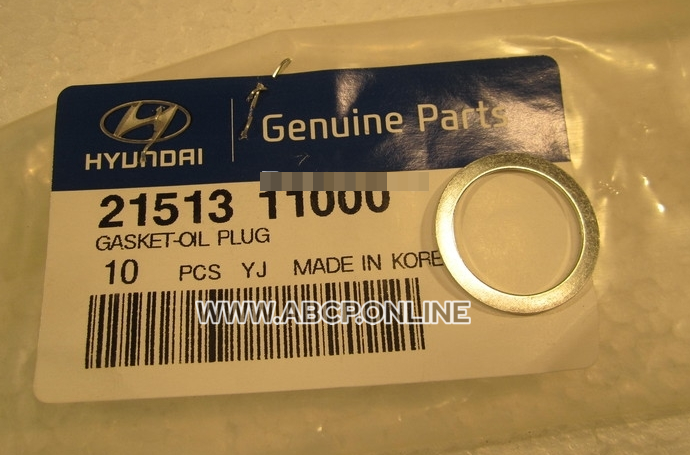 HYUNDAI
Genuine Parts
21513 11000
GASKET-OIL PLUG
10 PCS YJ MADE IN KORE
WWW.ABCP.ONLINE